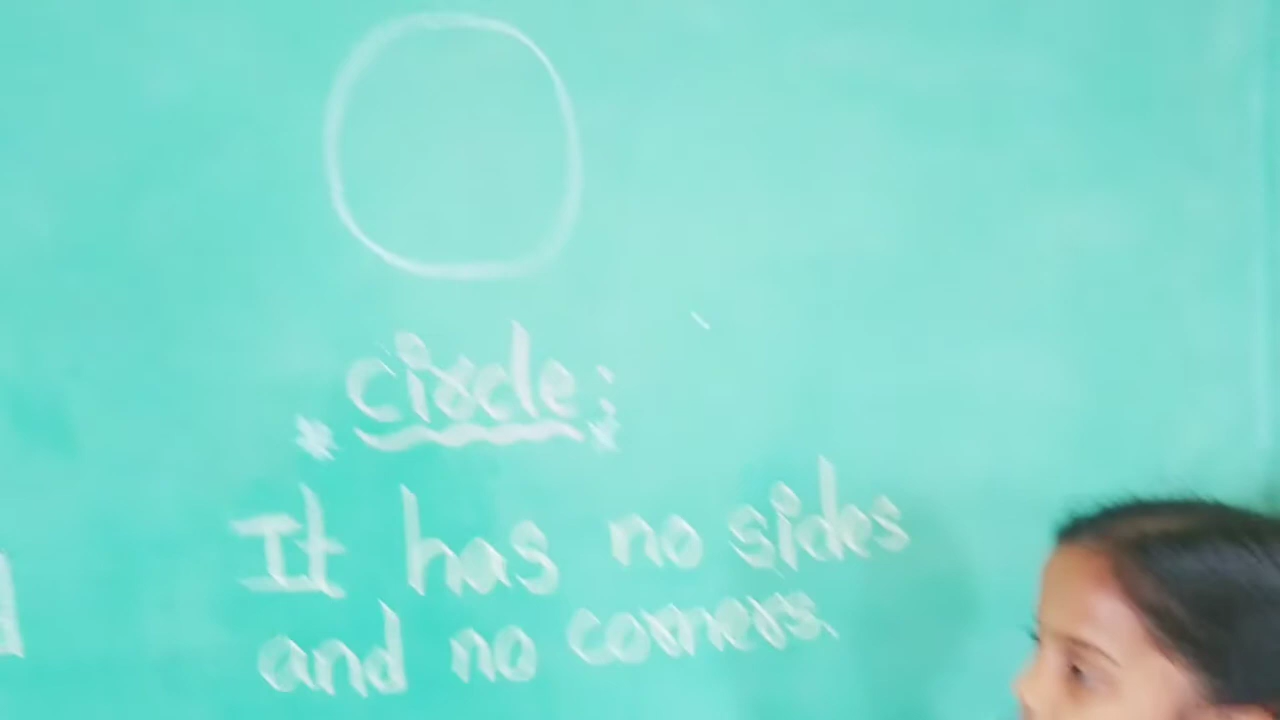 * circle:
It has no sides
and no corners.